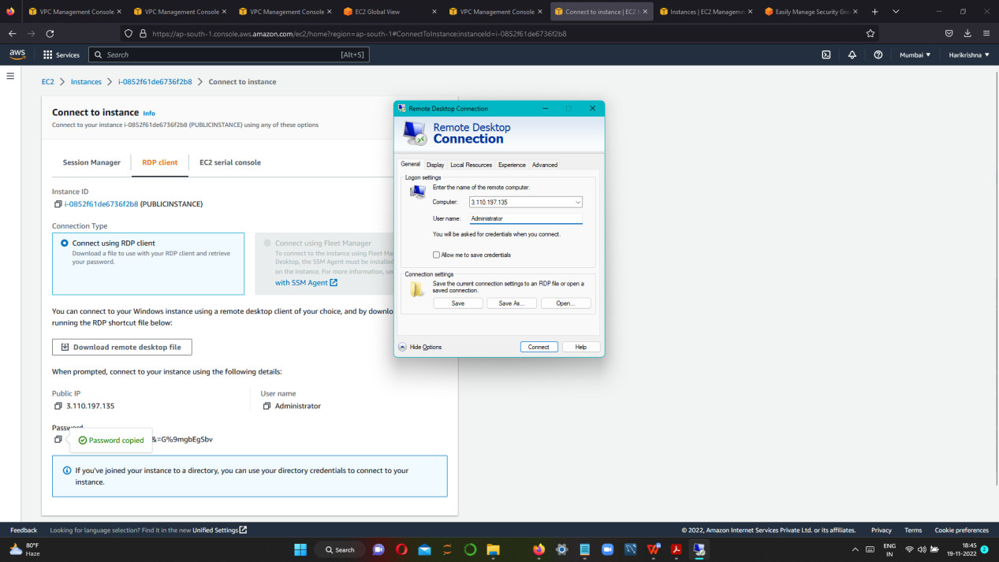 VPC Management Console
VPC Management Console
VPC Management Console
EC2 Global View
VPC Management Console
Connect to instance | EC2
Instances | EC2 Manageme
Easily Manage Security Gro
https://ap-south-1.console.aws.amazon.com/ec2/home?region=ap-south-1#ConnectToInstance:instanceId=i-0852f61de6736f2b8
aws
Services
Search
[Alt+S]
Mumbai
Harikrishna
EC2
Instances
i-0852f61de6736f2b8
Connect to instance
Connect to instance Info
Connect to your instance i-0852f61de6736f2b8 (PUBLICINSTANCE) using any of these options
Session Manager
RDP client
EC2 serial console
Instance ID
i-0852f61de6736f2b8 (PUBLICINSTANCE)
Connection Type
Connect using RDP client
Download a file to use with your RDP client and retrieve
your password.
Connect using Fleet Manager
To connect to the instance using Fleet Ma
Desktop, the SSM Agent must be installed
on the instance. For more information, se
with SSM Agent
You can connect to your Windows instance using a remote desktop client of your choice, and by downlo
running the RDP shortcut file below:
Download remote desktop file
When prompted, connect to your instance using the following details:
Public IP
3.110.197.135
User name
Administrator
Password
Password copied
&=G%9mgbEgSbv
If you've joined your instance to a directory, you can use your directory credentials to connect to your
instance.
Remote Desktop Connection
Remote Desktop
Connection
General
Display
Local Resources
Experience
Advanced
Logon settings
Enter the name of the remote computer.
Computer:
3.110.197.135
User name:
Administrator
You will be asked for credentials when you connect.
Allow me to save credentials
Connection settings
Save the current connection settings to an RDP file or open a
saved connection.
Save
Save As...
Open...
Hide Options
Connect
Help
Feedback
Looking for language selection? Find it in the new Unified Settings
© 2022, Amazon Internet Services Private Ltd. or its affiliates.
Privacy
Terms
Cookie preferences
80°F
Haze
Search
ENG
IN
18:45
19-11-2022
2